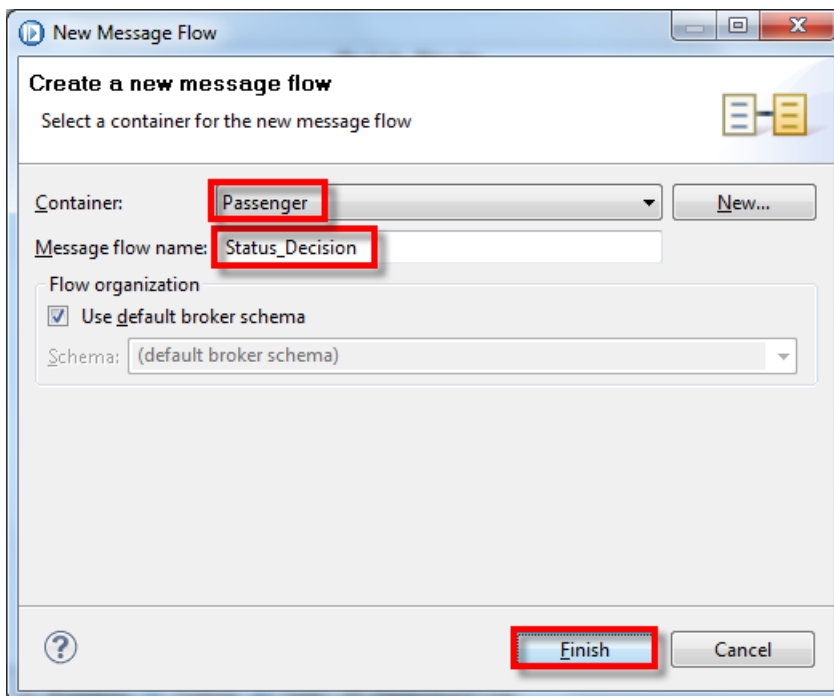 New Message Flow
Create a new message flow
Select a container for the new message flow
Container: Passenger New...
Message flow name: Status_Decision
Flow organization
Use default broker schema
Schema: (default broker schema)
Finish Cancel